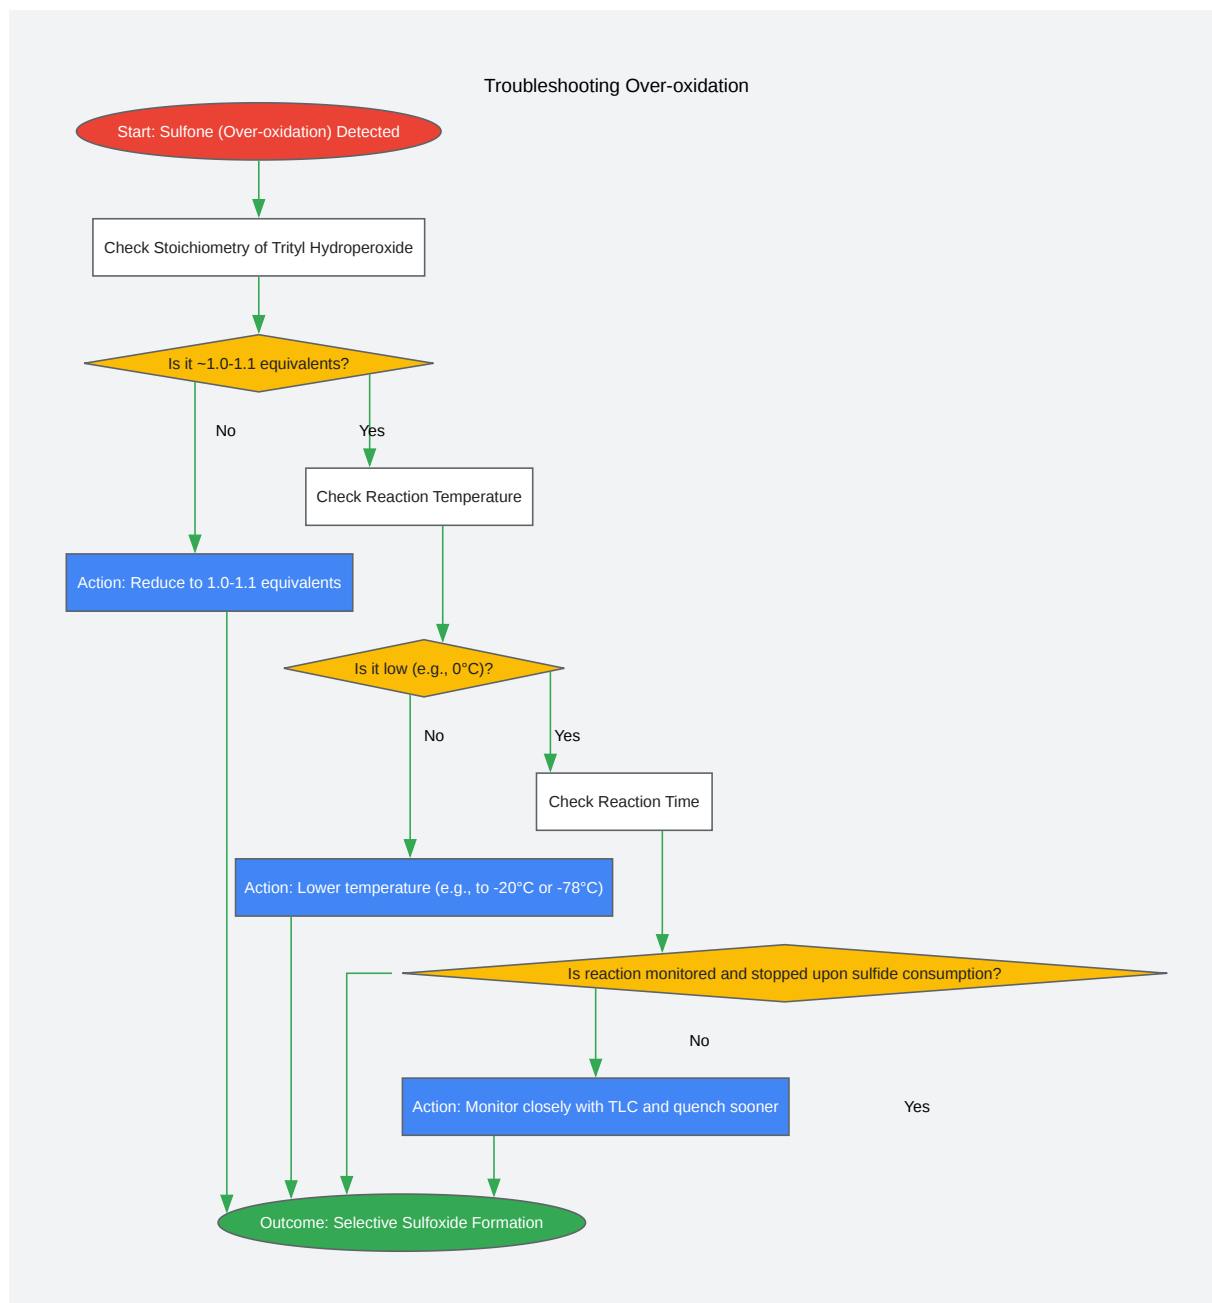 Troubleshooting Over-oxidation
Start: Sulfone (Over-oxidation) Detected
Check Stoichiometry of Trityl Hydroperoxide
Is it ~1.0-1.1 equivalents?
No
Yes
Check Reaction Temperature
Action: Reduce to 1.0-1.1 equivalents
Is it low (e.g., 0°C)?
No
Yes
Check Reaction Time
Action: Lower temperature (e.g., to -20°C or -78°C)
Is reaction monitored and stopped upon sulfide consumption?
No
Action: Monitor closely with TLC and quench sooner
Yes
Outcome: Selective Sulfoxide Formation